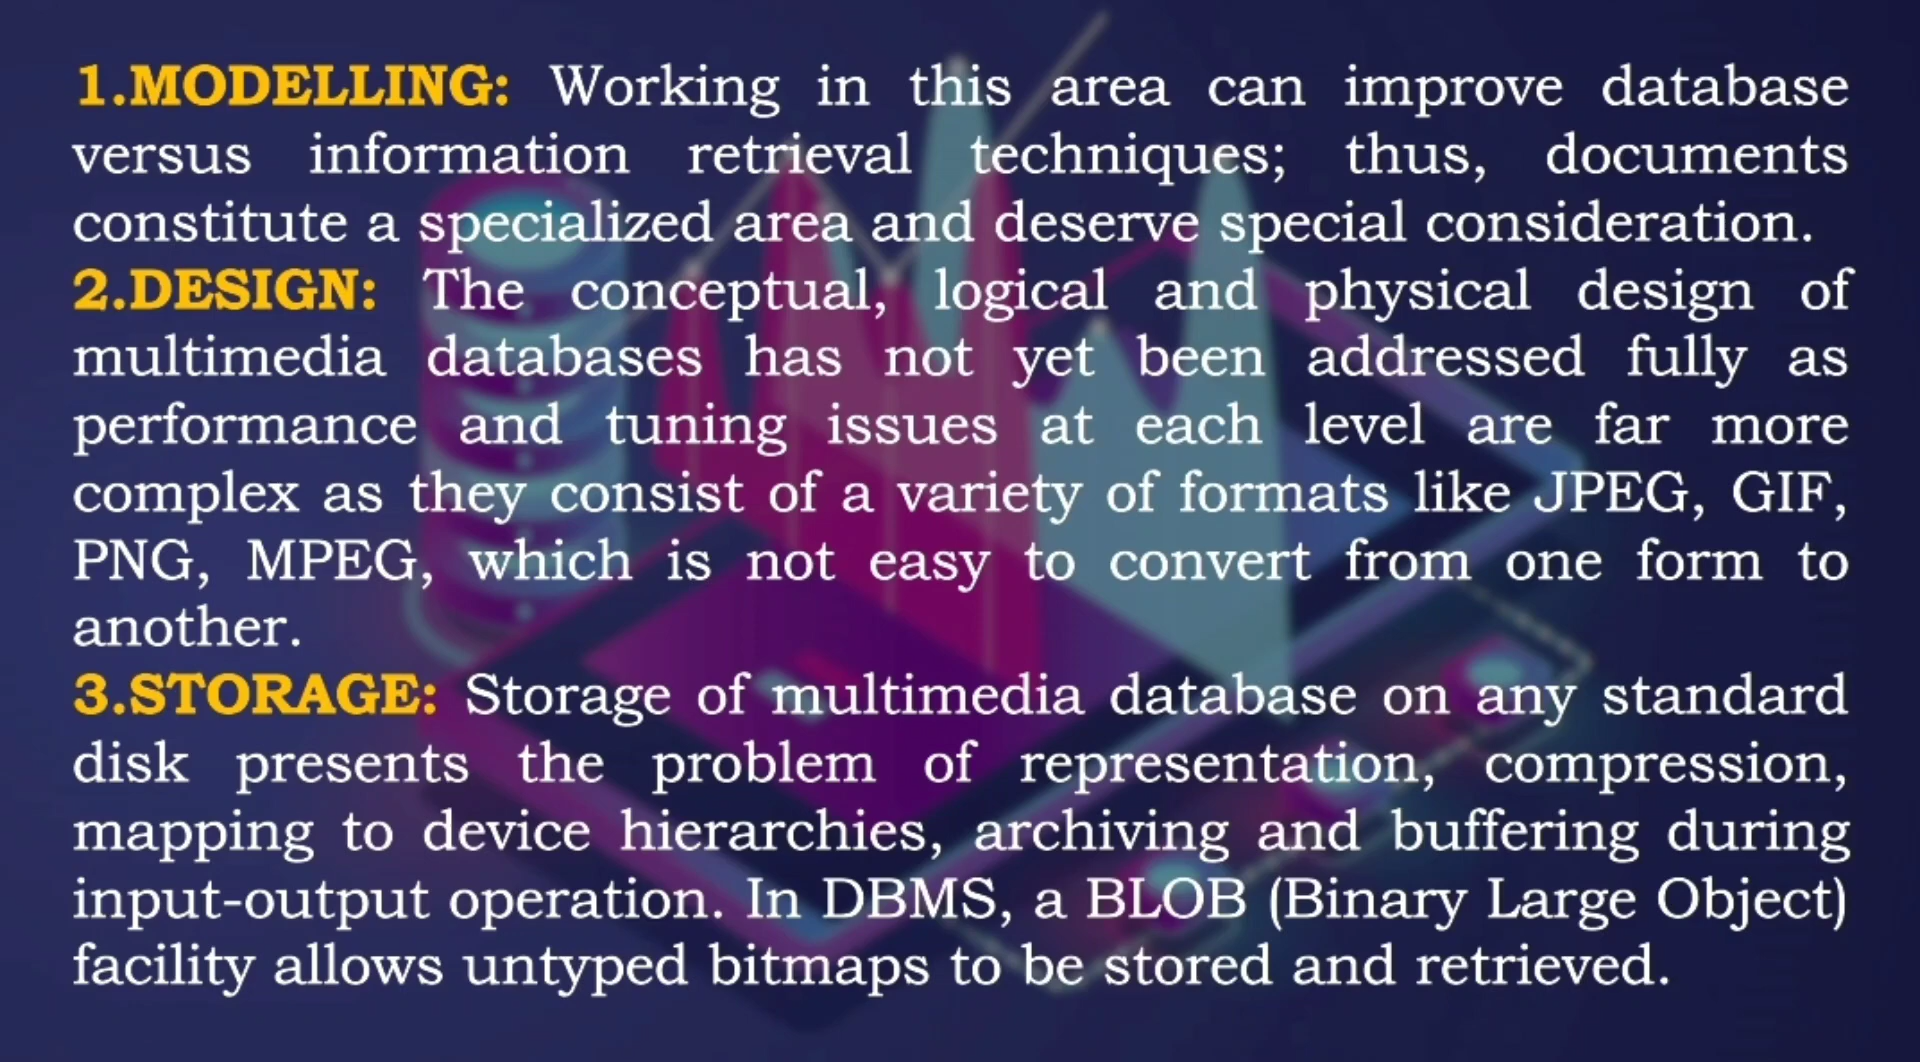 1.MODELLING: Working in this area can improve database
versus information retrieval techniques; thus, documents
constitute a specialized area and deserve special consideration.
2.DESIGN: The conceptual, logical and physical design of
multimedia databases has not yet been addressed fully as
performance and tuning issues at each level are far more
complex as they consist of a variety of formats like JPEG, GIF,
PNG, MPEG, which is not easy to convert from one form to
another.
3.STORAGE: Storage of multimedia database on any standard
disk presents the problem of representation, compression,
mapping to device hierarchies, archiving and buffering during
input-output operation. In DBMS, a BLOB (Binary Large Object)
facility allows untyped bitmaps to be stored and retrieved.